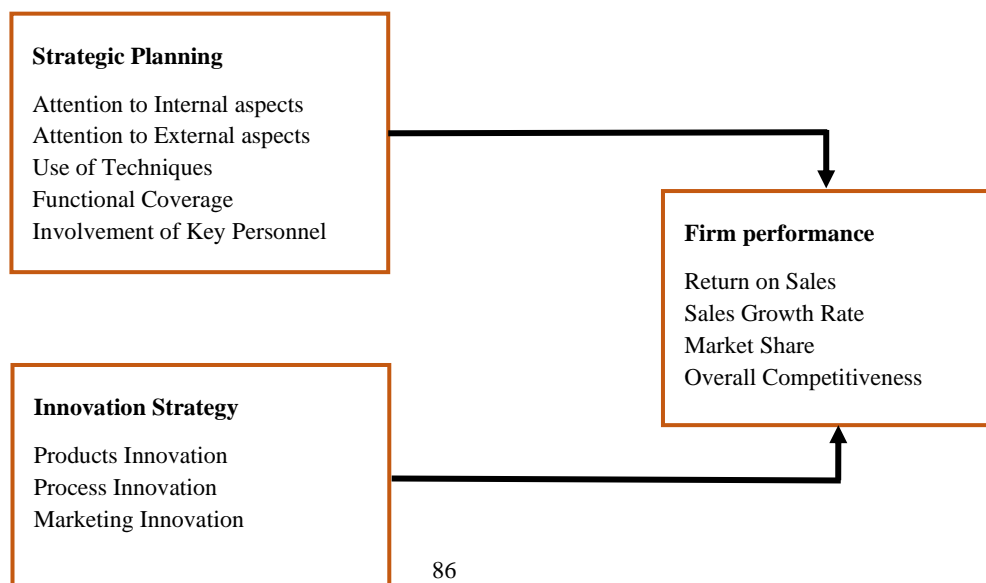 Strategic Planning
Attention to Internal aspects
Attention to External aspects
Use of Techniques
Functional Coverage
Involvement of Key Personnel
Firm performance
Return on Sales
Sales Growth Rate
Market Share
Overall Competitiveness
Innovation Strategy
Products Innovation
Process Innovation
Marketing Innovation
86